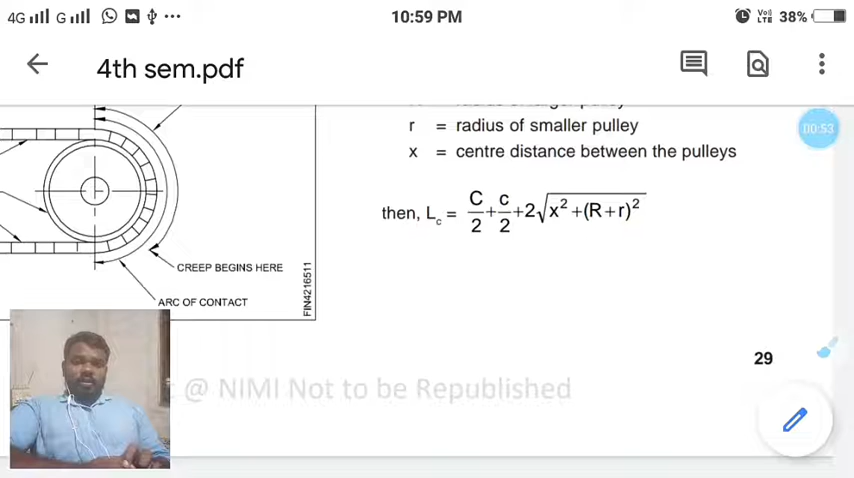 4G G 10:59 PM VoJ LTE 38%
4th sem.pdf
00:53
r = radius of smaller pulley
x = centre distance between the pulleys
then, Lc = C/2 + c/2 + 2√x² + (R + r)²
CREEP BEGINS HERE
ARC OF CONTACT
FIN4216511
29
@ NIMI Not to be Republished